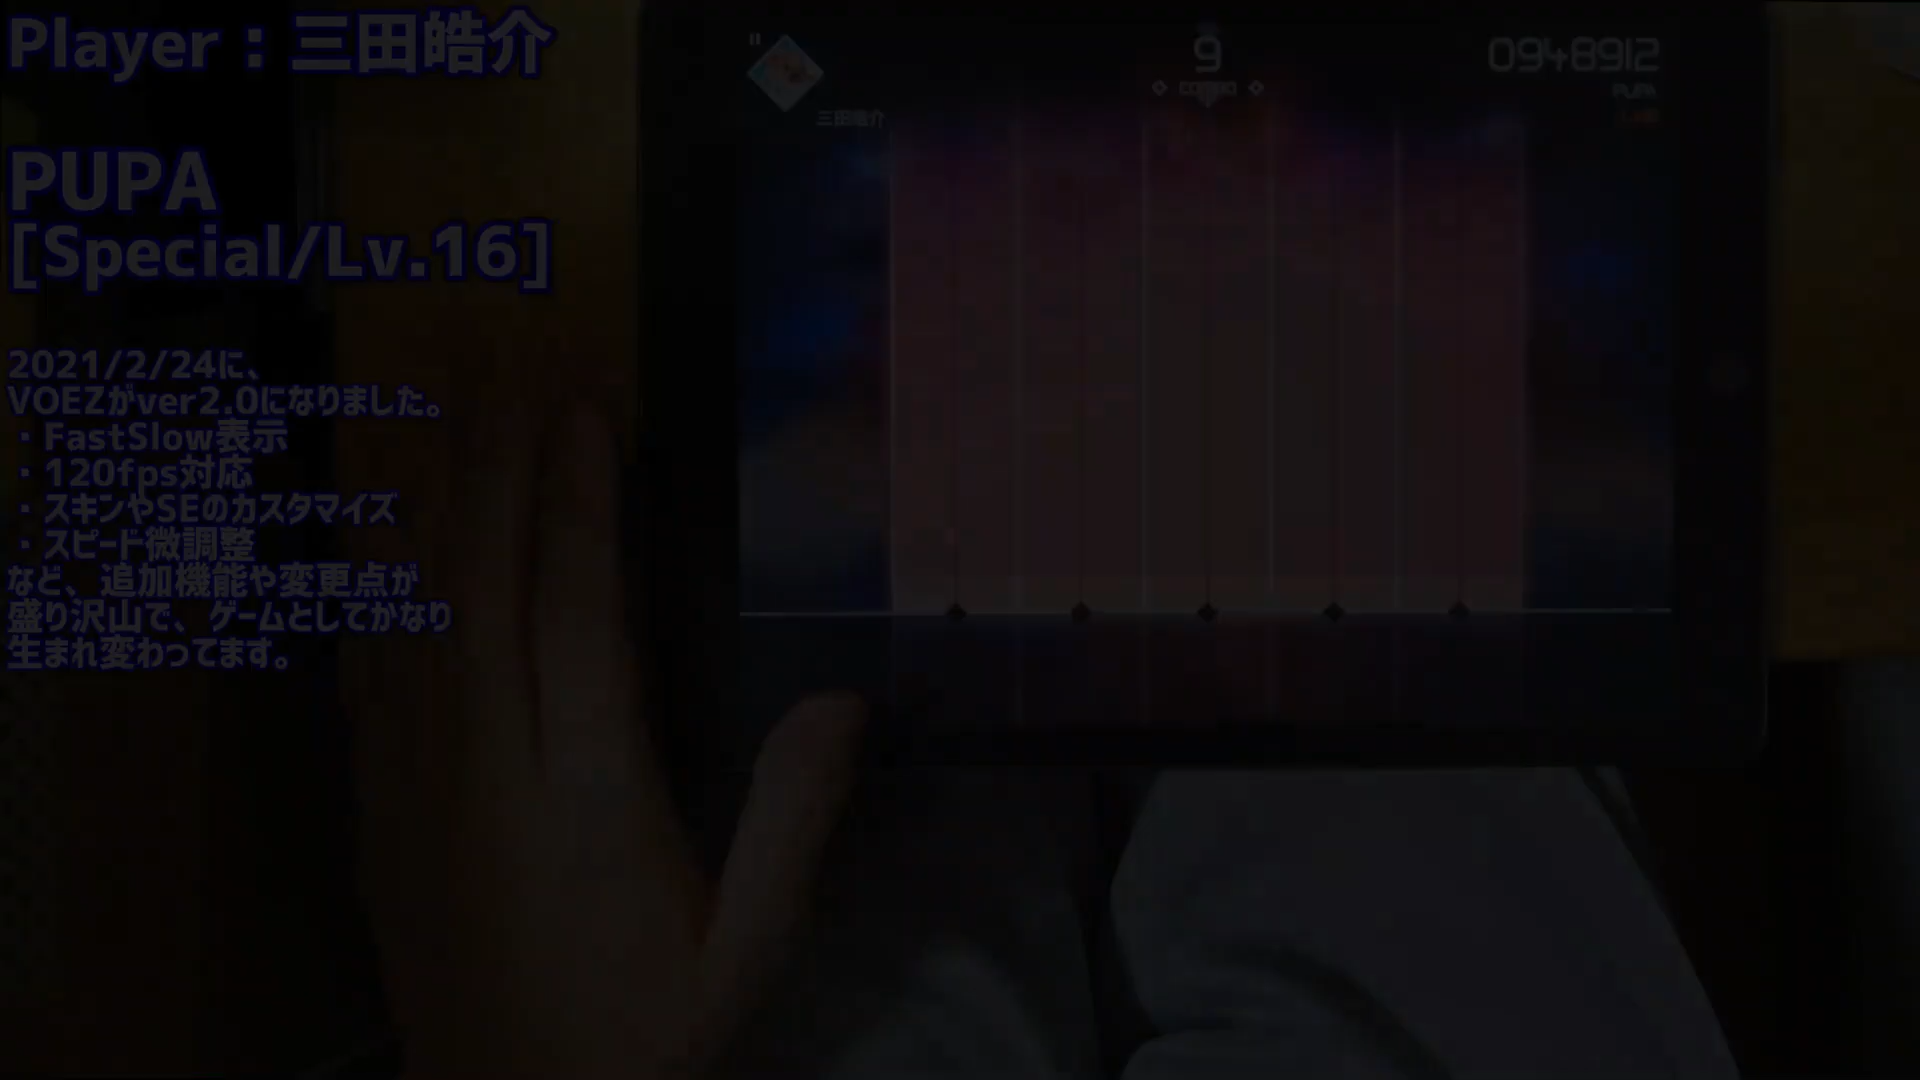 Player：三田皓介
PUPA
[Special/Lv.16]
2021/2/24に、
VOEZがver2.0になりました。
・FastSlow表示
・120fps対応
・スキンやSEのカスタマイズ
・スピード微調整
など、追加機能や変更点が
盛り沢山で、ゲームとしてかなり
生まれ変わってます。
9
COMBO
三田皓介
0948912
PUPA